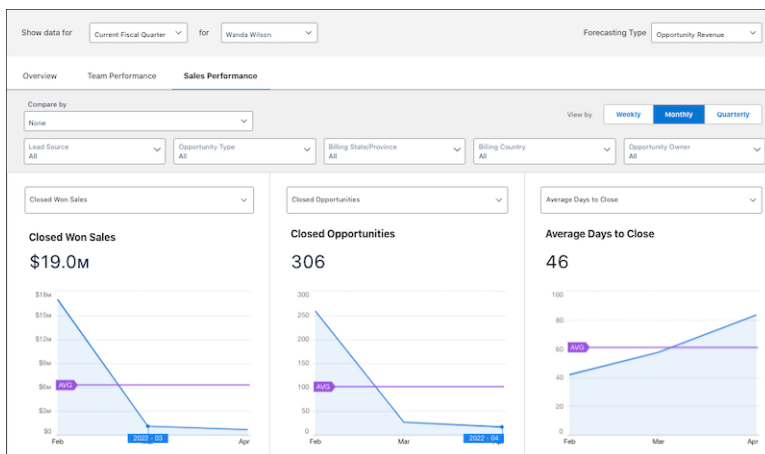 Show data for Current Fiscal Quarter for Wanda Wilson Forecasting Type Opportunity Revenue
Overview Team Performance Sales Performance
Compare by
None
View by Weekly Monthly Quarterly
Lead Source Opportunity Type Billing State/Province Billing Country Opportunity Owner
All All All All All
Closed Won Sales Closed Opportunities Average Days to Close
Closed Won Sales Closed Opportunities Average Days to Close
$19.0M 306 46
$18M 300 100
$15M 250 80
$12M 200
$9M 150 60 AVG
$6M AVG 100 AVG 40
$2M 50 20
$0 0 0
Feb 2022 - 03 Apr Feb Mar 2022 - 04 Feb Mar Apr